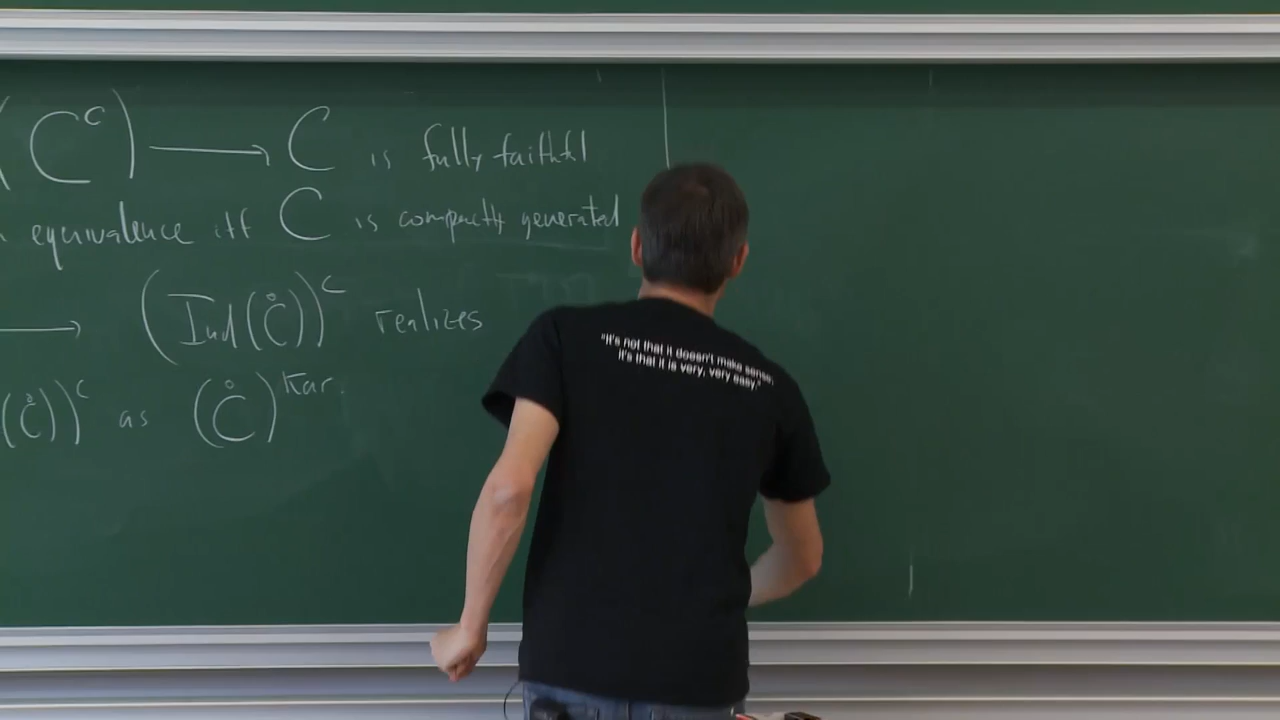 (C^c) → C is fully faithful
equivalence iff C is compactly generated
→ (Ind(C̊))^c realizes
(C̊))^c as (C̊)^Kar.
"It's not that it doesn't make sense,
it's that it is very, very easy."